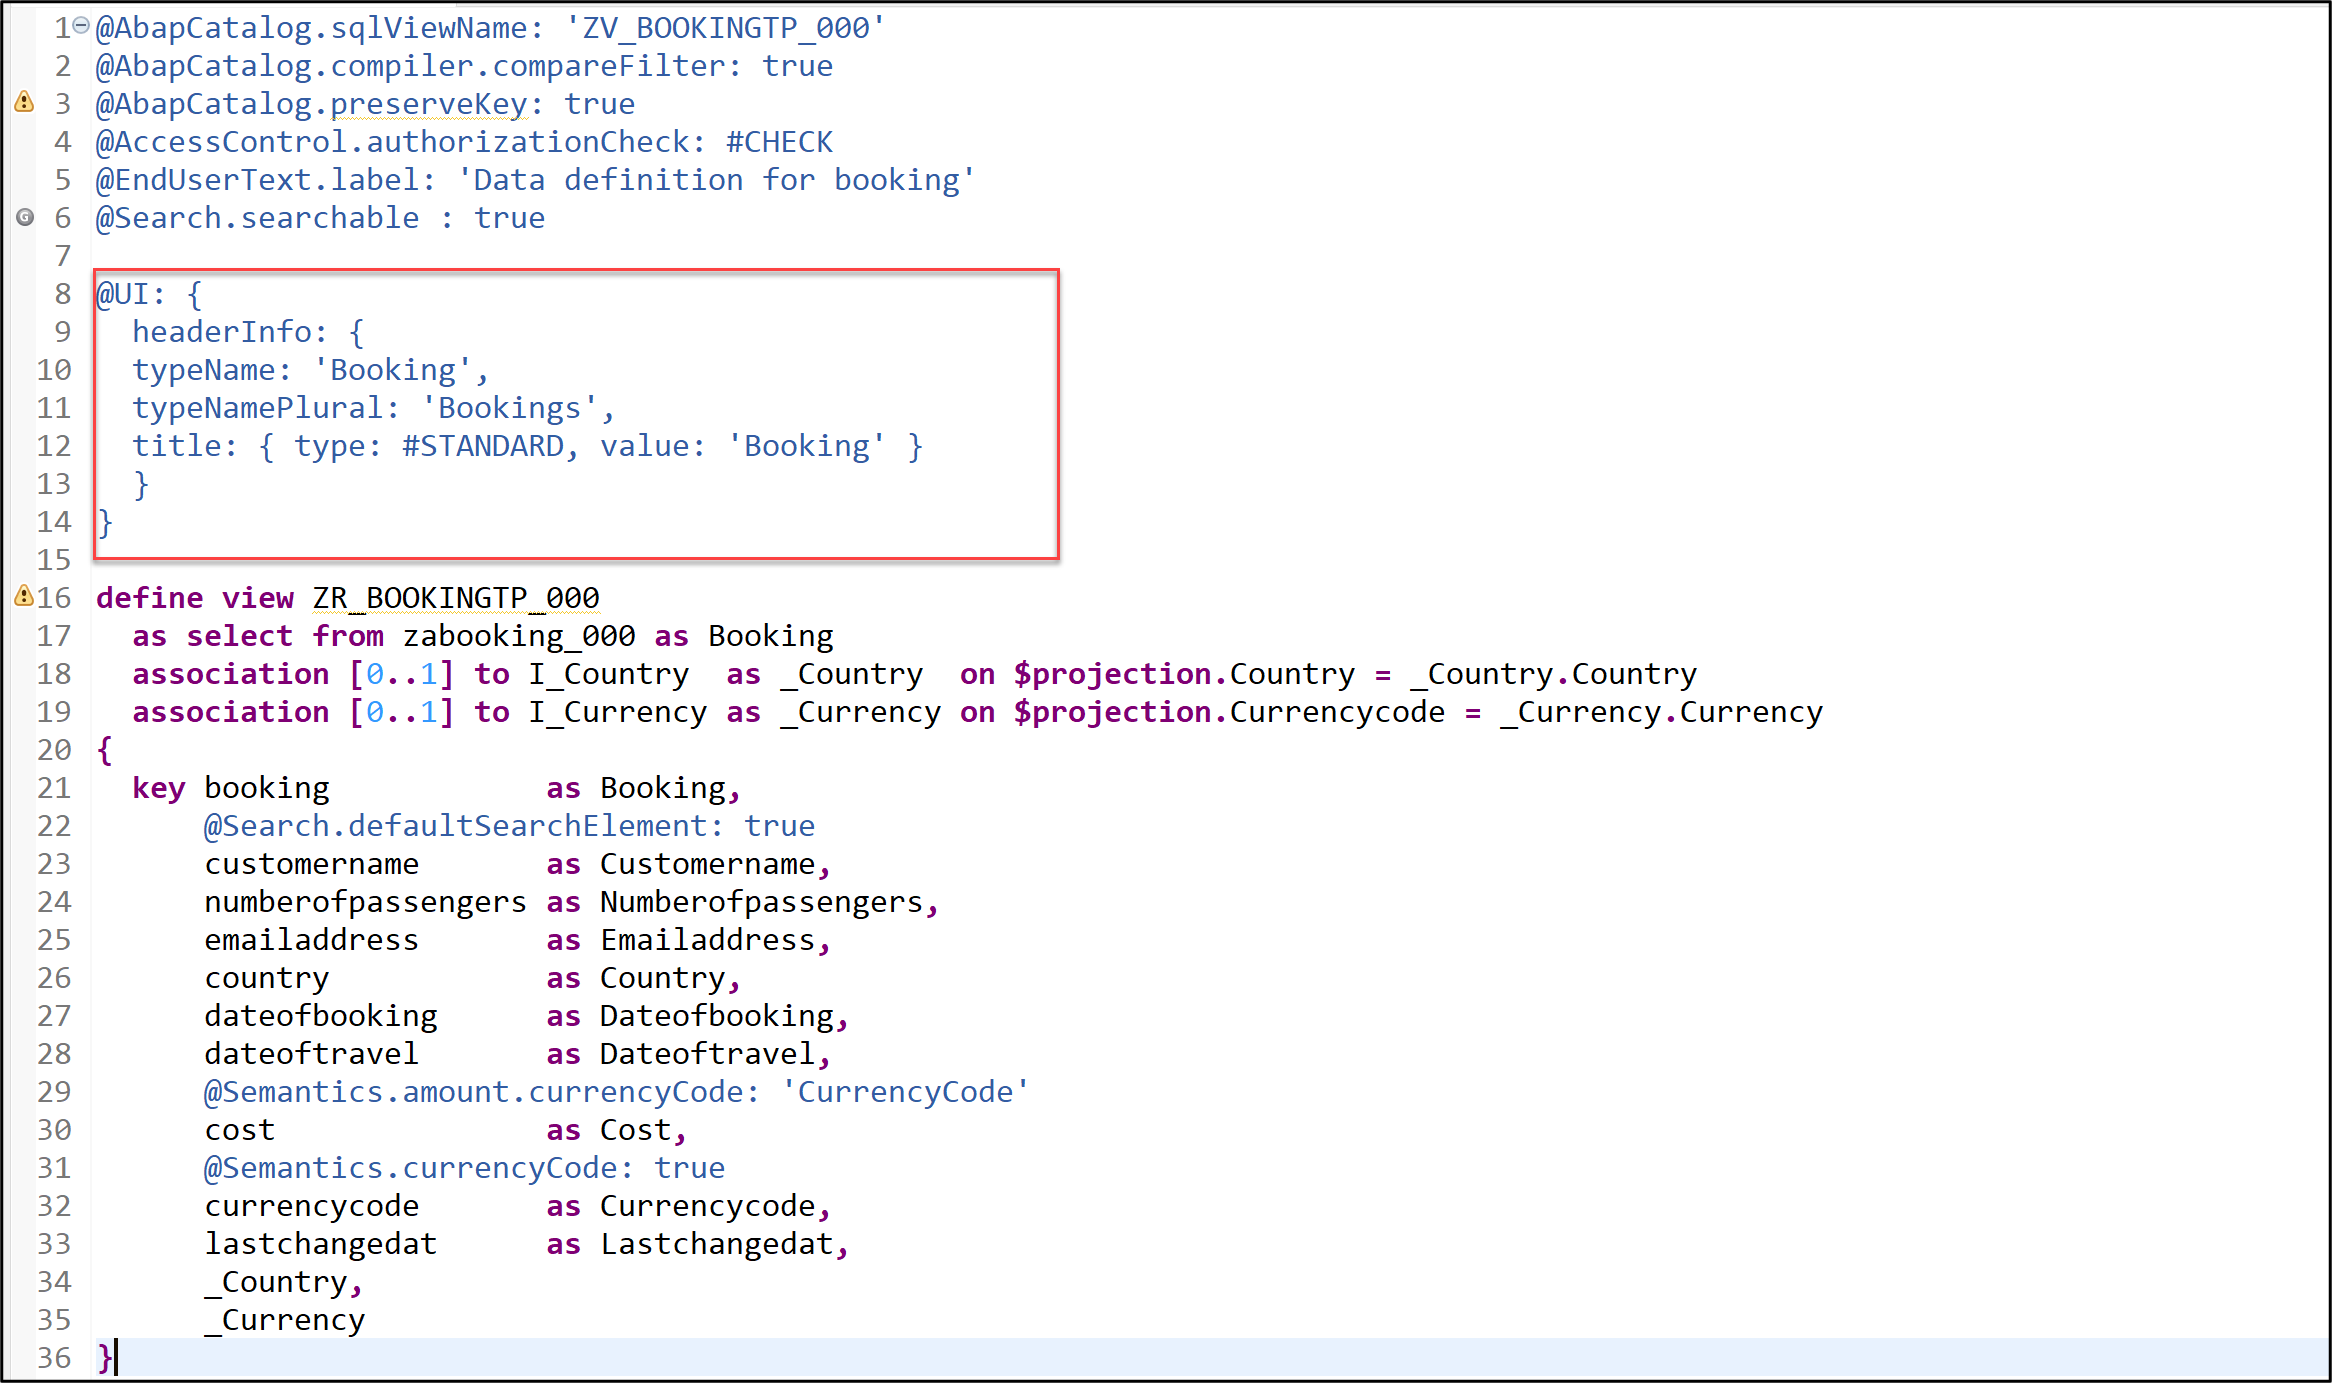 1 @AbapCatalog.sqlViewName: 'ZV_BOOKINGTP_000'
2 @AbapCatalog.compiler.compareFilter: true
3 @AbapCatalog.preserveKey: true
4 @AccessControl.authorizationCheck: #CHECK
5 @EndUserText.label: 'Data definition for booking'
6 @Search.searchable : true
7
8 @UI: {
9   headerInfo: {
10   typeName: 'Booking',
11   typeNamePlural: 'Bookings',
12   title: { type: #STANDARD, value: 'Booking' }
13   }
14 }
15
16 define view ZR_BOOKINGTP_000
17   as select from zabooking_000 as Booking
18   association [0..1] to I_Country  as _Country  on $projection.Country = _Country.Country
19   association [0..1] to I_Currency as _Currency on $projection.Currencycode = _Currency.Currency
20 {
21   key booking            as Booking,
22       @Search.defaultSearchElement: true
23       customername       as Customername,
24       numberofpassengers as Numberofpassengers,
25       emailaddress       as Emailaddress,
26       country            as Country,
27       dateofbooking      as Dateofbooking,
28       dateoftravel       as Dateoftravel,
29       @Semantics.amount.currencyCode: 'CurrencyCode'
30       cost               as Cost,
31       @Semantics.currencyCode: true
32       currencycode       as Currencycode,
33       lastchangedat      as Lastchangedat,
34       _Country,
35       _Currency
36 }